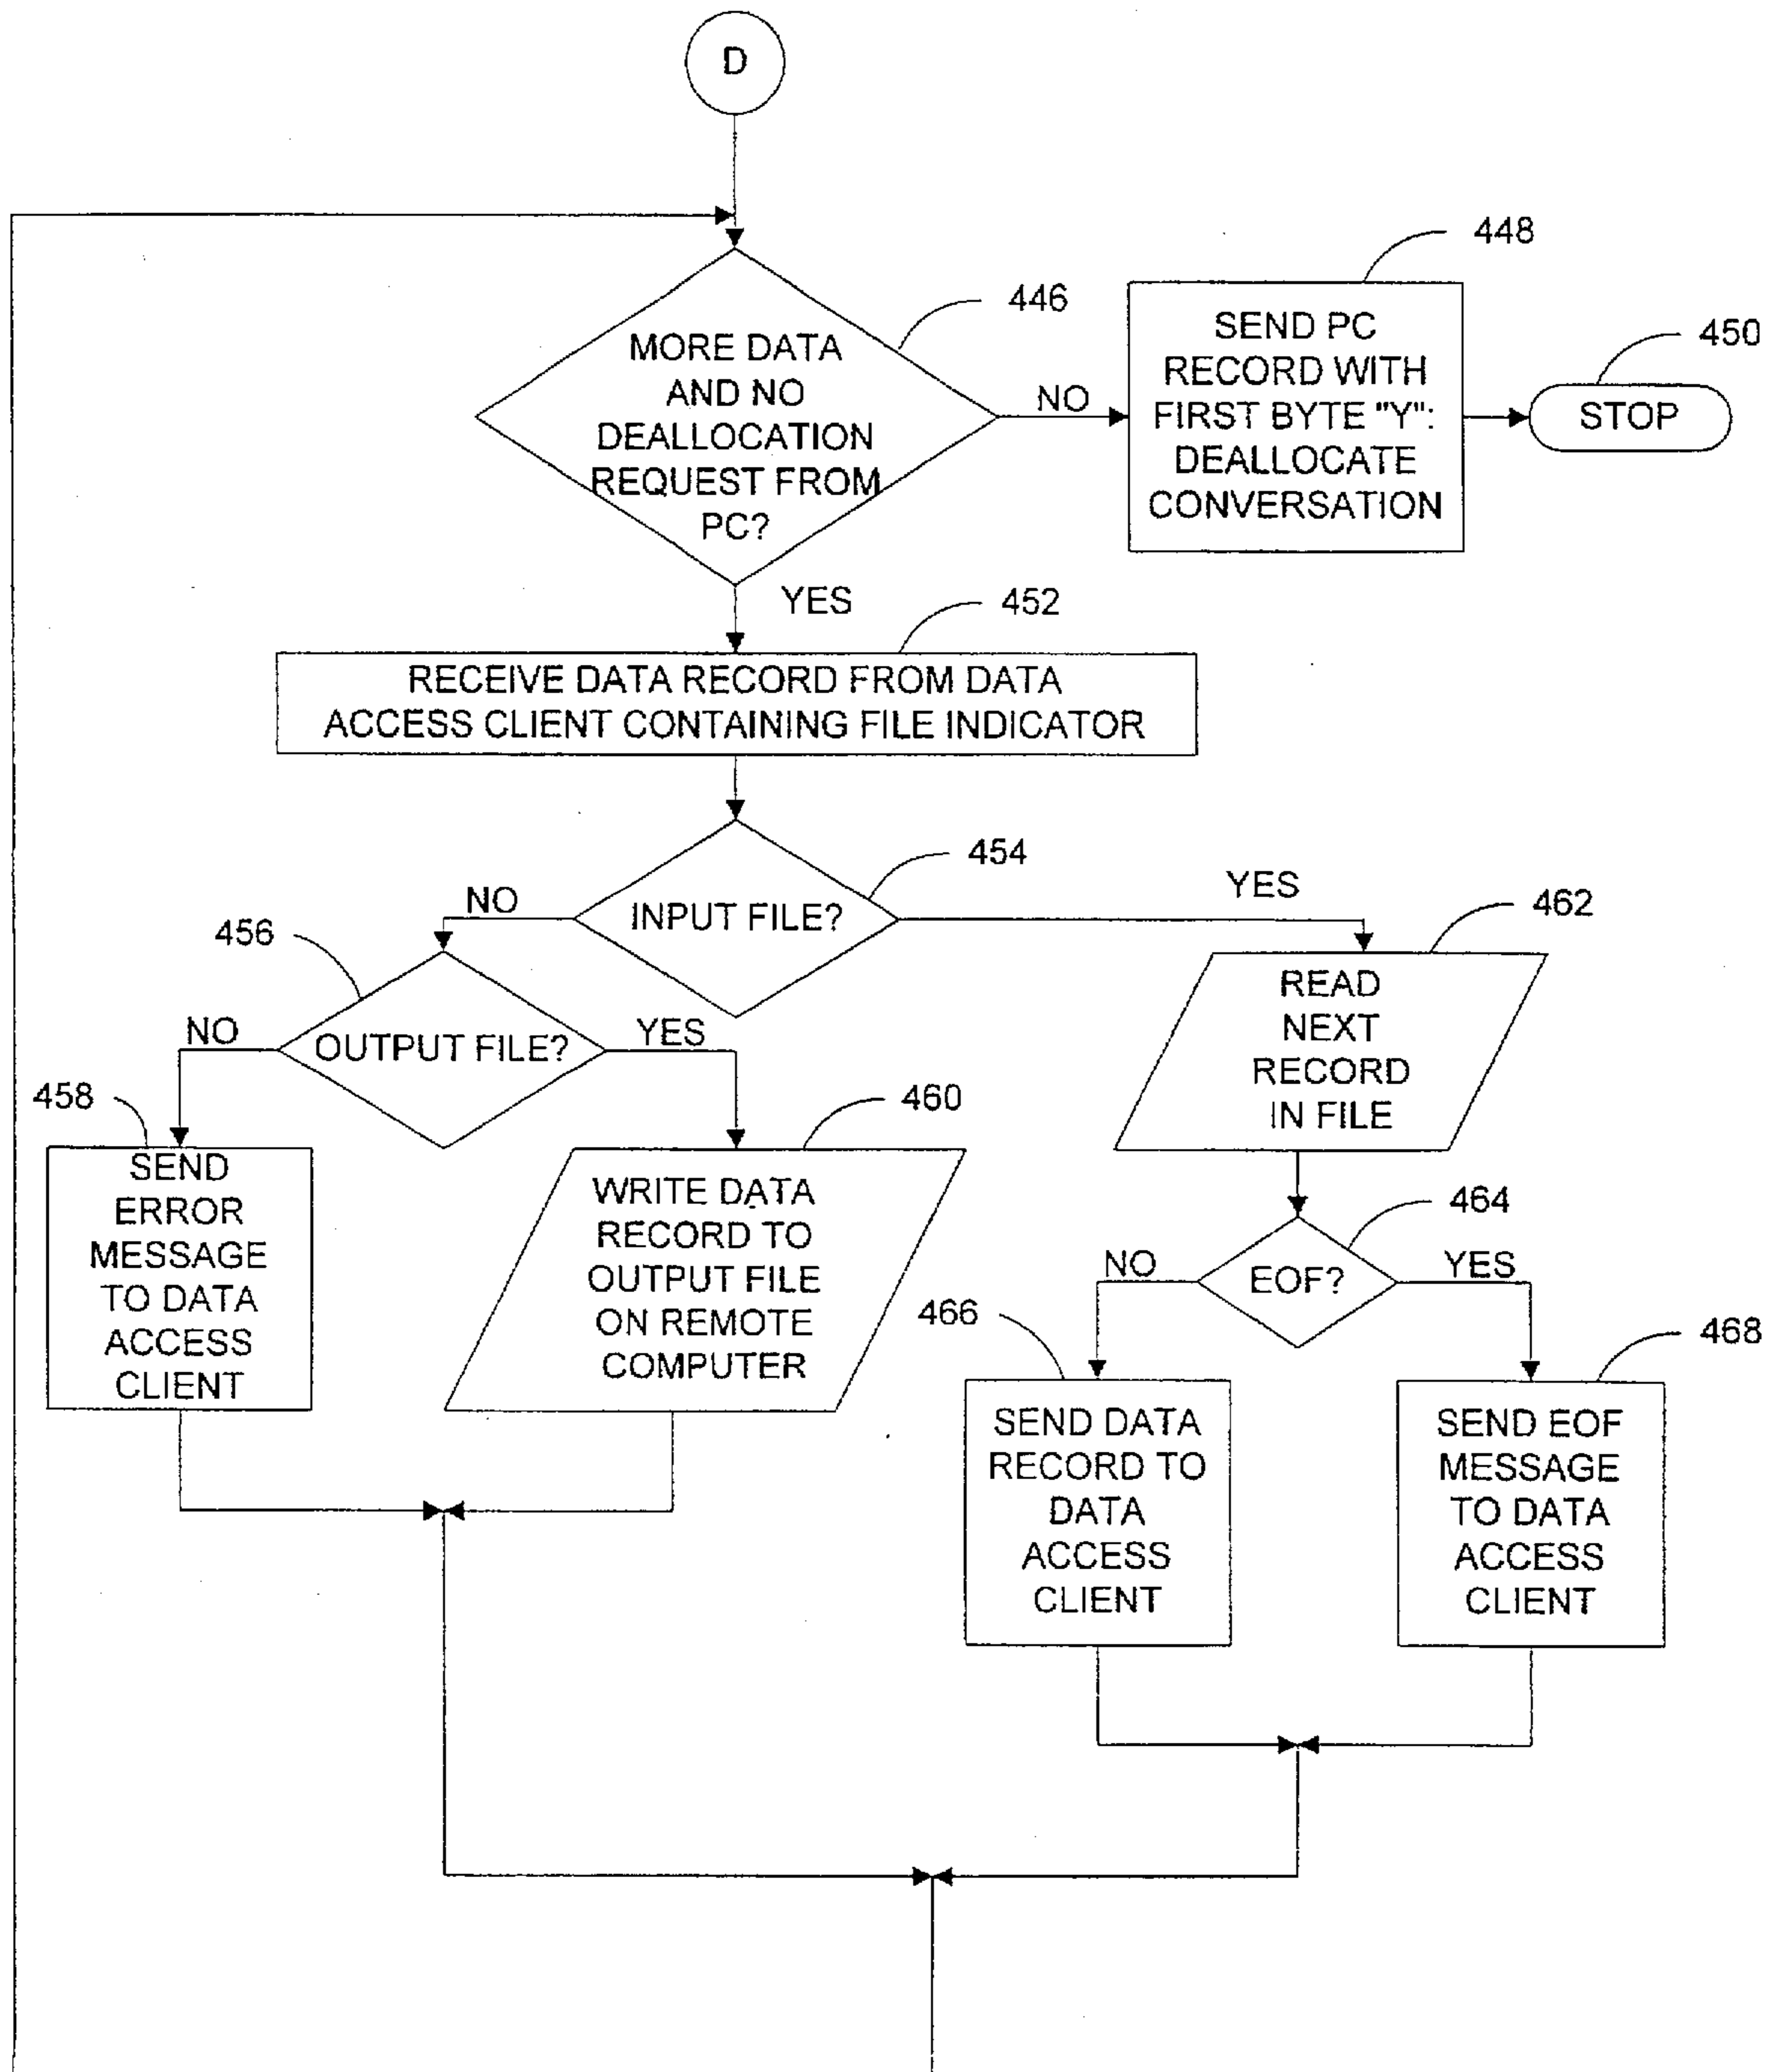 D
446
MORE DATA
AND NO
DEALLOCATION
REQUEST FROM
PC?
NO
448
SEND PC
RECORD WITH
FIRST BYTE "Y":
DEALLOCATE
CONVERSATION
450
STOP
YES
452
RECEIVE DATA RECORD FROM DATA
ACCESS CLIENT CONTAINING FILE INDICATOR
454
INPUT FILE?
NO
YES
456
OUTPUT FILE?
NO
YES
458
SEND
ERROR
MESSAGE
TO DATA
ACCESS
CLIENT
460
WRITE DATA
RECORD TO
OUTPUT FILE
ON REMOTE
COMPUTER
462
READ
NEXT
RECORD
IN FILE
464
EOF?
NO
YES
466
SEND DATA
RECORD TO
DATA
ACCESS
CLIENT
468
SEND EOF
MESSAGE
TO DATA
ACCESS
CLIENT